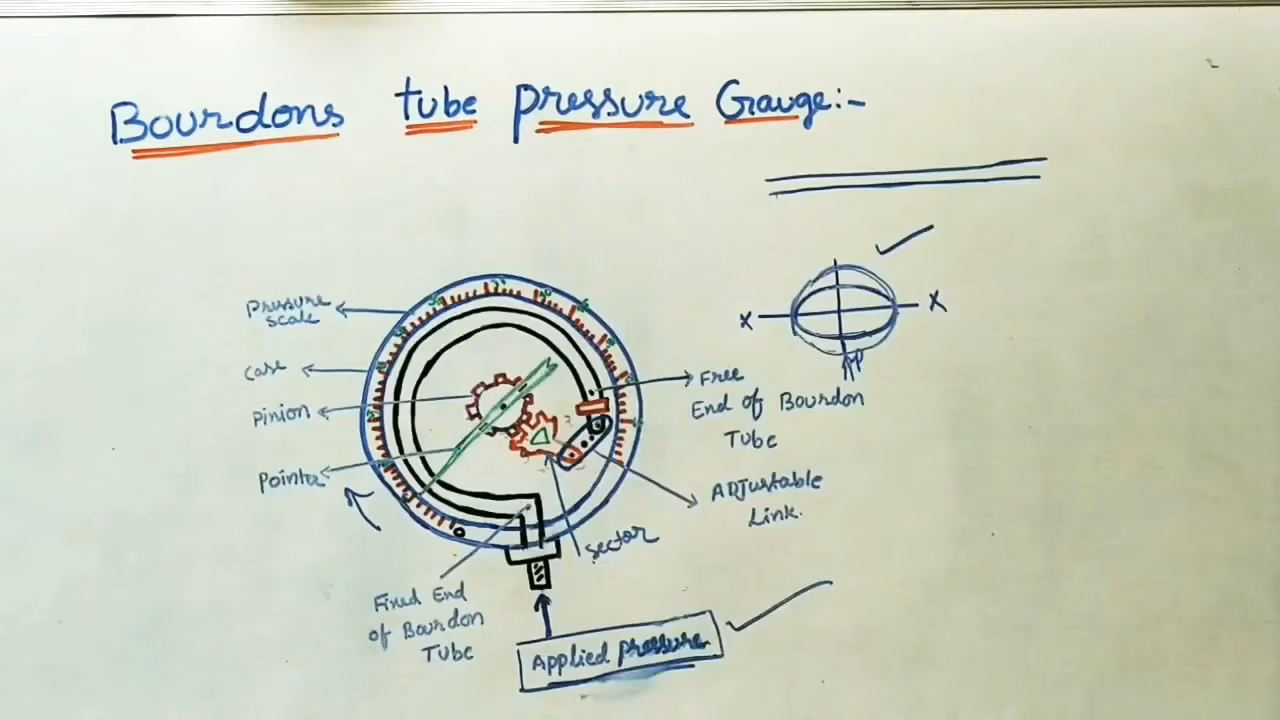 Bourdons tube Pressure Gauge:-
Pressure
scale
case
Pinion
Pointer
X
X
P
Free
End of Bourdon
Tube
ADJustable
Link.
sector
Fixed End
of Bourdon
Tube
Applied Pressure